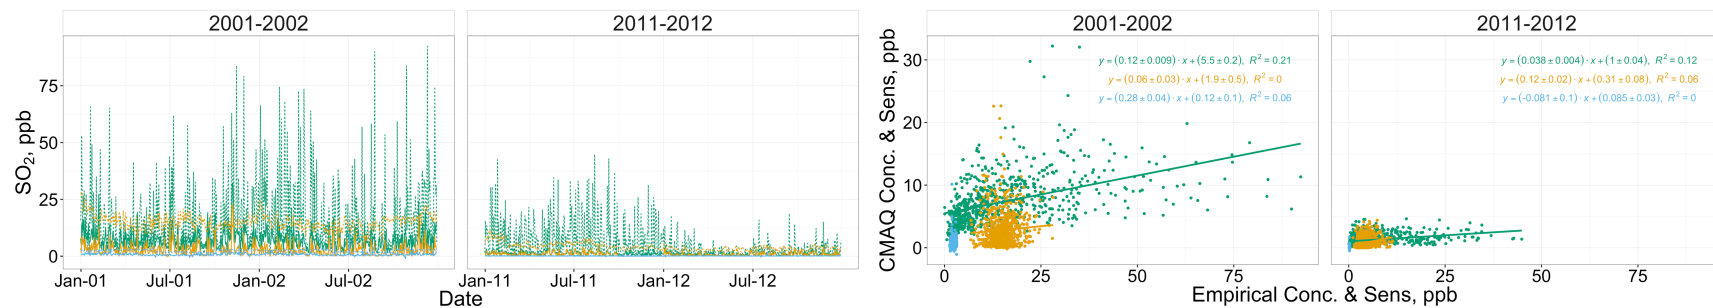 2001-2002
2011-2012
SO2, ppb
75
50
25
0
Jan-01
Jul-01
Jan-02
Jul-02
Jan-11
Jul-11
Jan-12
Jul-12
Date
2001-2002
2011-2012
CMAQ Conc. & Sens, ppb
30
20
10
0
y = (0.12 ± 0.009) · x + (5.5 ± 0.2), R² = 0.21
y = (0.06 ± 0.03) · x + (1.9 ± 0.5), R² = 0
y = (0.28 ± 0.04) · x + (0.12 ± 0.1), R² = 0.06
y = (0.038 ± 0.004) · x + (1 ± 0.04), R² = 0.12
y = (0.12 ± 0.02) · x + (0.31 ± 0.08), R² = 0.06
y = (-0.081 ± 0.1) · x + (0.085 ± 0.03), R² = 0
0
25
50
75
0
25
50
75
Empirical Conc. & Sens, ppb